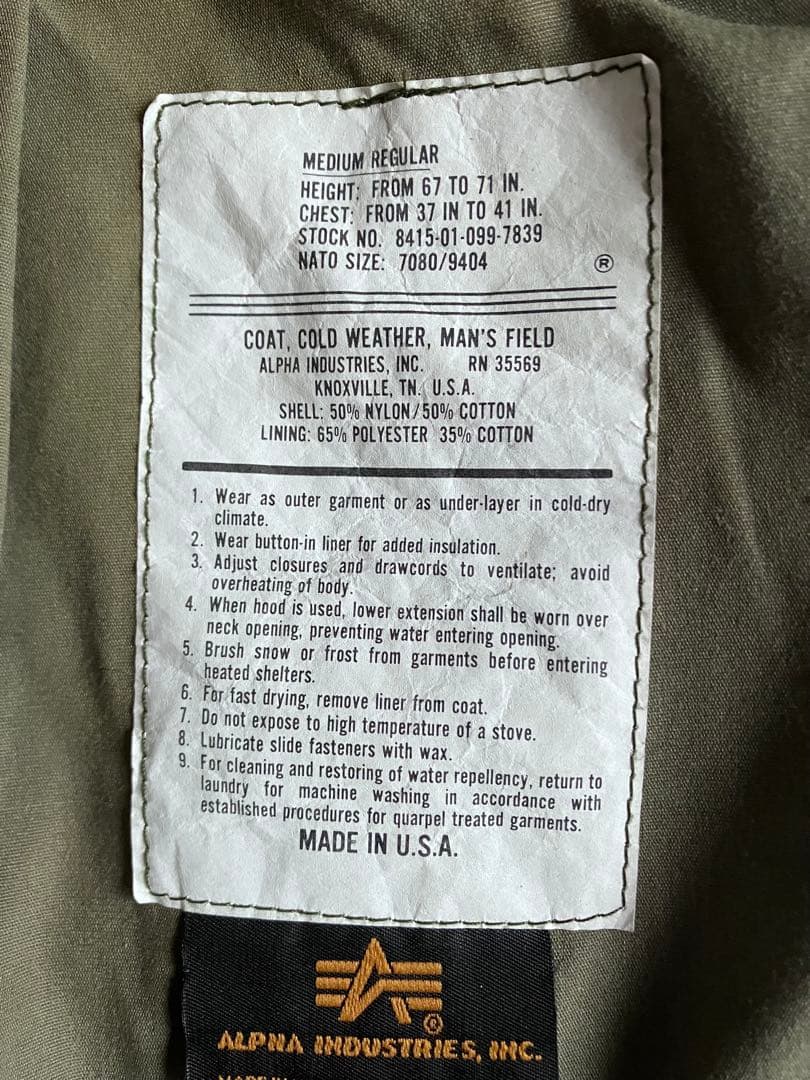 MEDIUM REGULAR
HEIGHT: FROM 67 TO 71 IN.
CHEST: FROM 37 IN TO 41 IN.
STOCK NO. 8415-01-099-7839
NATO SIZE: 7080/9404 ®
COAT, COLD WEATHER, MAN'S FIELD
ALPHA INDUSTRIES, INC. RN 35569
KNOXVILLE, TN. U.S.A.
SHELL: 50% NYLON/50% COTTON
LINING: 65% POLYESTER 35% COTTON
1. Wear as outer garment or as under-layer in cold-dry
climate.
2. Wear button-in liner for added insulation.
3. Adjust closures and drawcords to ventilate; avoid
overheating of body.
4. When hood is used, lower extension shall be worn over
neck opening, preventing water entering opening.
5. Brush snow or frost from garments before entering
heated shelters.
6. For fast drying, remove liner from coat.
7. Do not expose to high temperature of a stove.
8. Lubricate slide fasteners with wax.
9. For cleaning and restoring of water repellency, return to
laundry for machine washing in accordance with
established procedures for quarpel treated garments.
MADE IN U.S.A.
®
ALPHA INDUSTRIES, INC.